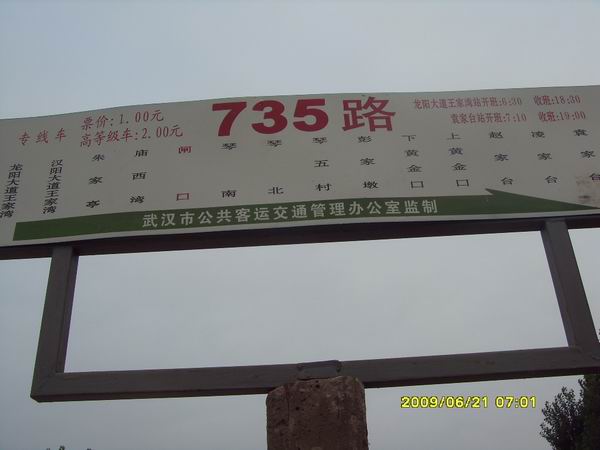 专线车
票价:1.00元
高等级车:2.00元
735路
龙阳大道王家湾站开班:6:30 收班:18:30
袁家台站开班:7:10 收班:19:00
龙阳大道王家湾
汉阳大道王家湾
朱家亭
庙西湾
闸口
琴南
琴北
琴五村
彭家墩
下黄金口
上黄金口
赵家台
凌家台
袁家台
武汉市公共客运交通管理办公室监制
2009/06/21 07:01